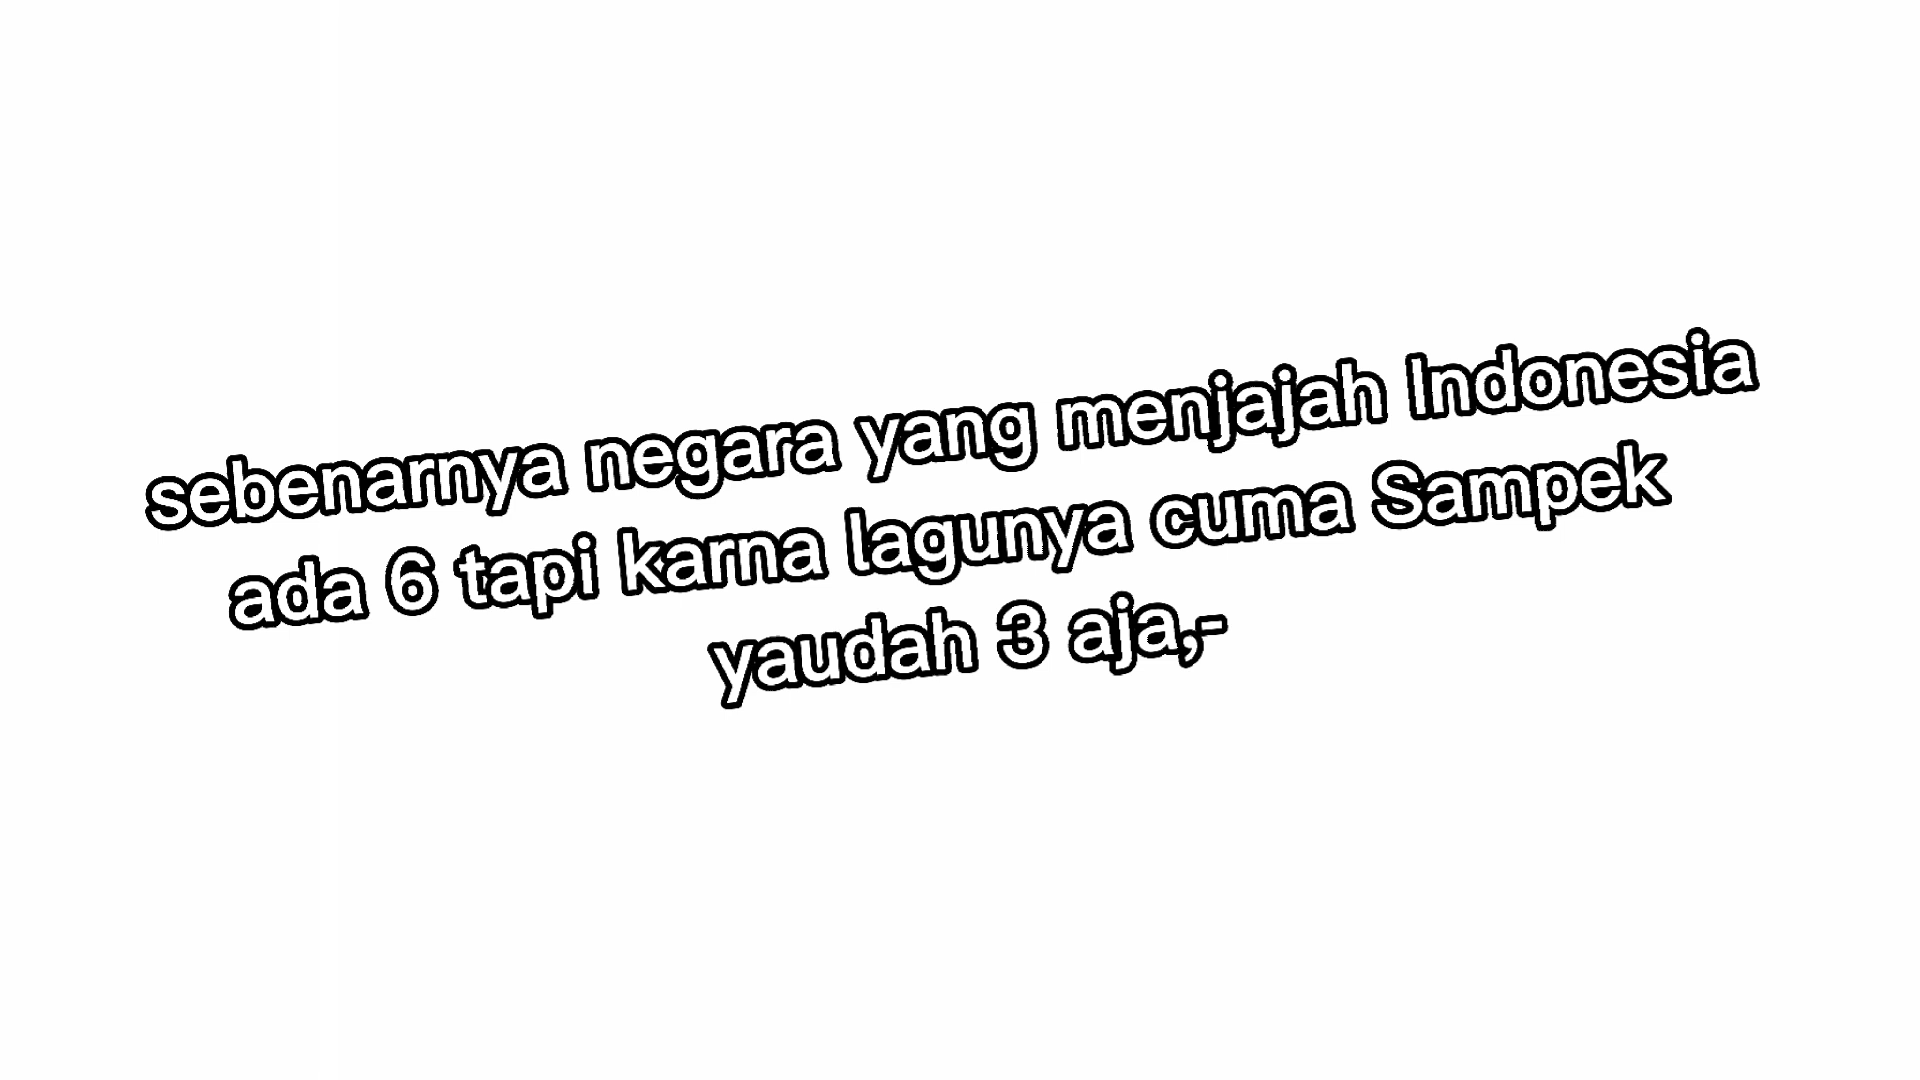 sebenarnya negara yang menjajah Indonesia
ada 6 tapi karna lagunya cuma Sampek
yaudah 3 aja,-